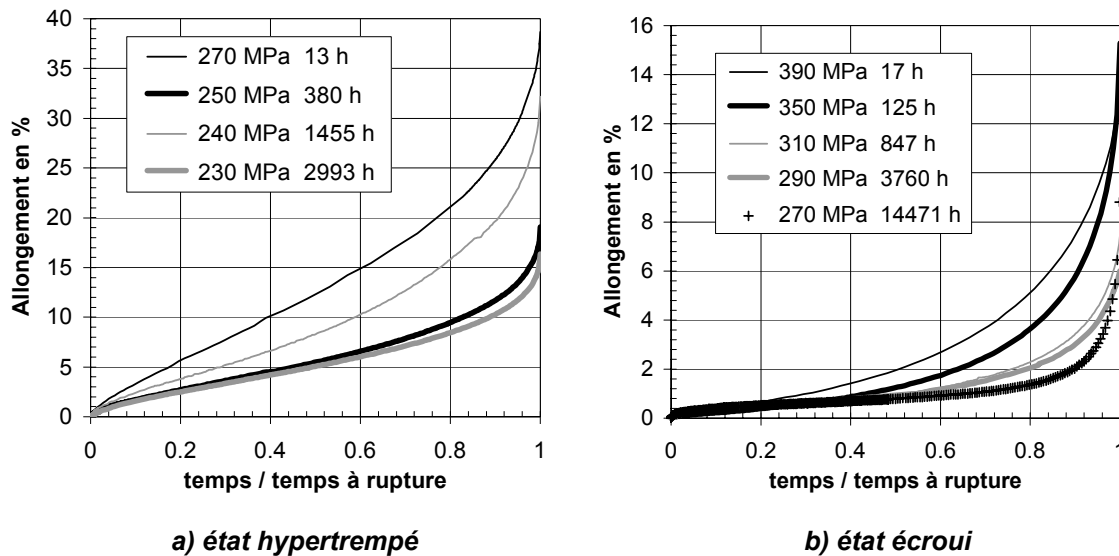 40
35
30
25
20
15
10
5
0
Allongement en %
270 MPa 13 h
250 MPa 380 h
240 MPa 1455 h
230 MPa 2993 h
0 0.2 0.4 0.6 0.8 1
temps / temps à rupture
a) état hypertrempé
16
14
12
10
8
6
4
2
0
Allongement en %
390 MPa 17 h
350 MPa 125 h
310 MPa 847 h
290 MPa 3760 h
270 MPa 14471 h
0 0.2 0.4 0.6 0.8 1
temps / temps à rupture
b) état écroui